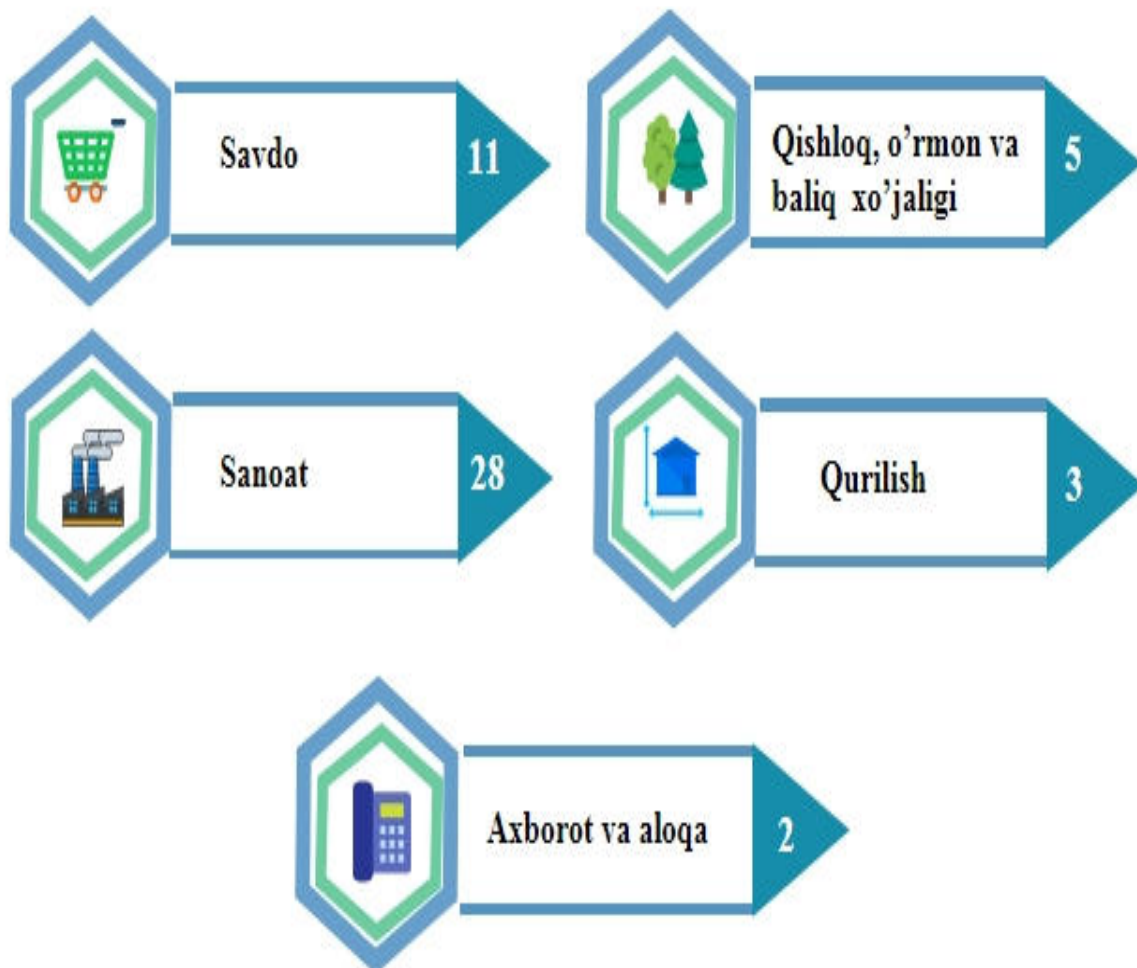 Savdo
11
Qishloq, o’rmon va
baliq xo’jaligi
5
Sanoat
28
Qurilish
3
Axborot va aloqa
2